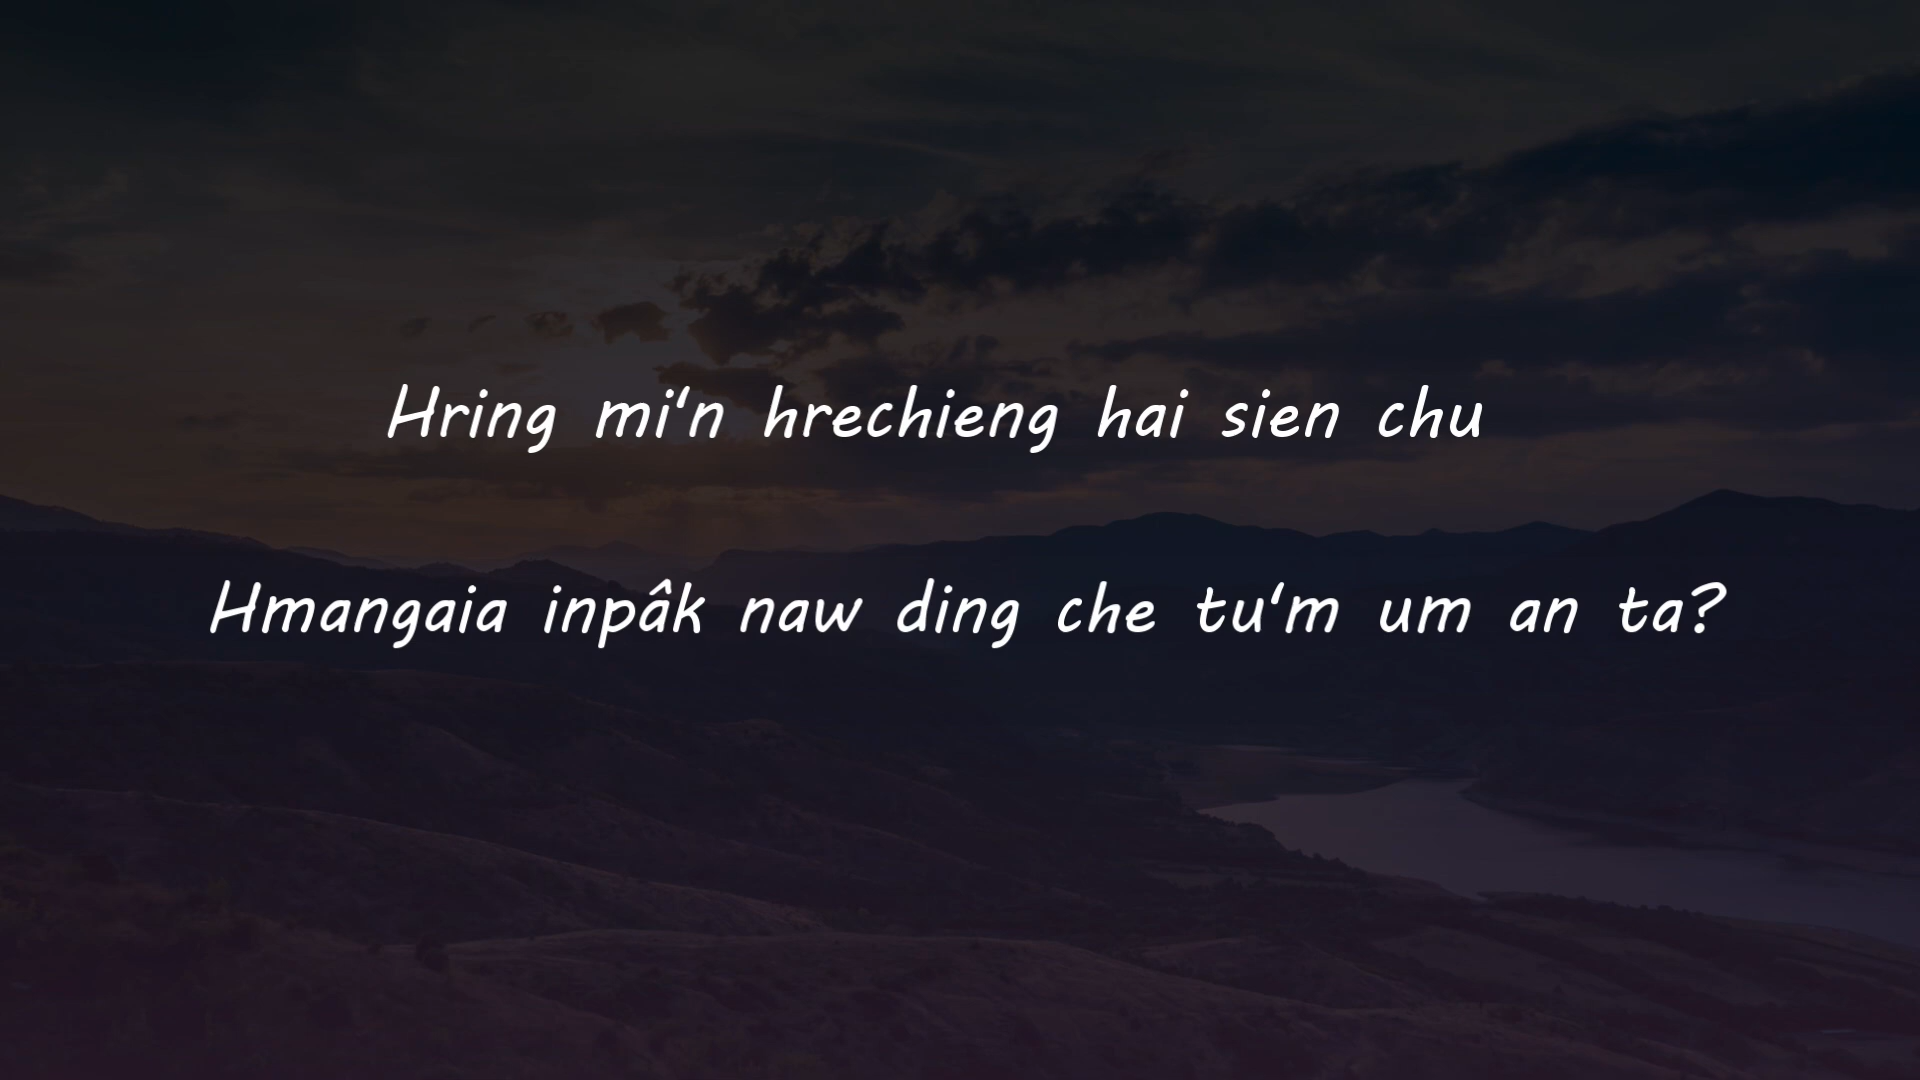 Hring mi'n hrechieng hai sien chu
Hmangaia inpâk naw ding che tu'm um an ta?